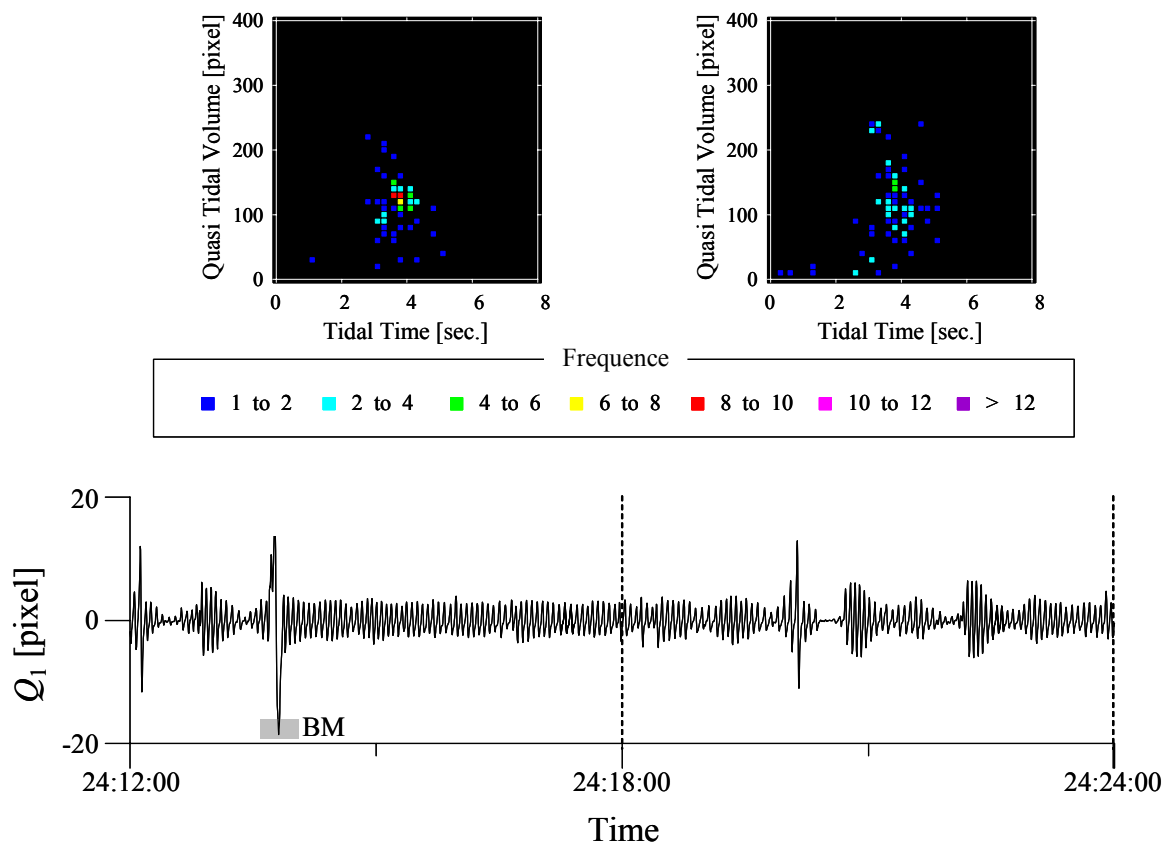 400
300
200
100
0
Quasi Tidal Volume [pixel]
0 2 4 6 8
Tidal Time [sec.]
400
300
200
100
0
Quasi Tidal Volume [pixel]
0 2 4 6 8
Tidal Time [sec.]
Frequence
1 to 2 2 to 4 4 to 6 6 to 8 8 to 10 10 to 12 > 12
20
0
-20
Q1 [pixel]
BM
24:12:00 24:18:00 24:24:00
Time